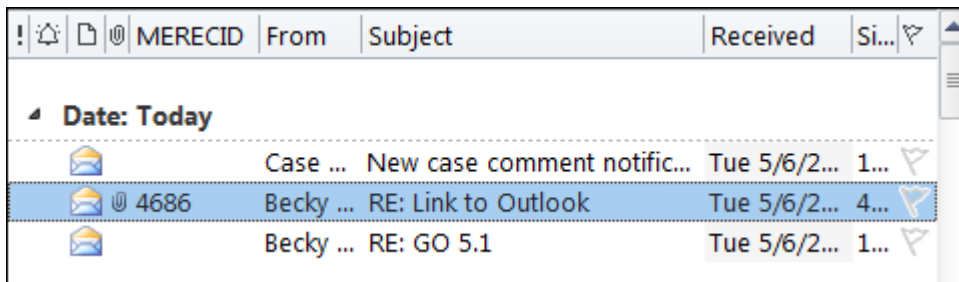 ! MERECID From Subject Received Si...
Date: Today
Case ... New case comment notific... Tue 5/6/2... 1...
4686 Becky ... RE: Link to Outlook Tue 5/6/2... 4...
Becky ... RE: GO 5.1 Tue 5/6/2... 1...